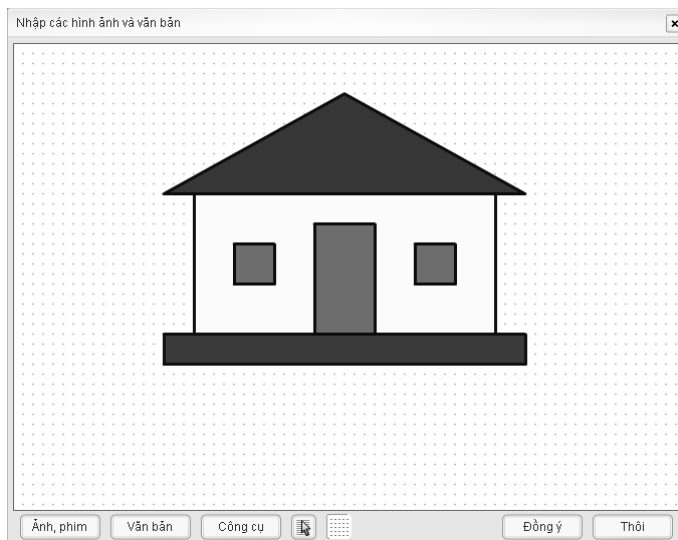 Nhập các hình ảnh và văn bản
Ảnh, phim
Văn bản
Công cụ
Đồng ý
Thôi